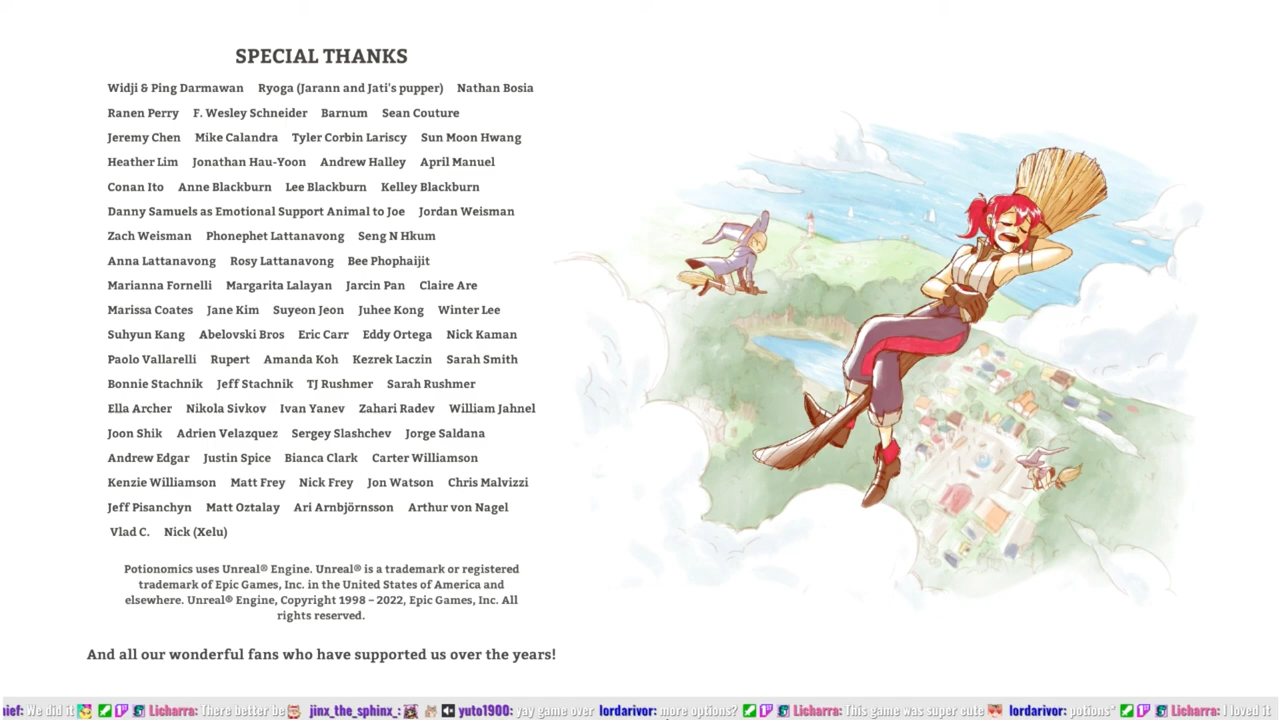 SPECIAL THANKS
Widji & Ping Darmawan Ryoga (Jarann and Jati's pupper) Nathan Bosia
Ranen Perry F. Wesley Schneider Barnum Sean Couture
Jeremy Chen Mike Calandra Tyler Corbin Lariscy Sun Moon Hwang
Heather Lim Jonathan Hau-Yoon Andrew Halley April Manuel
Conan Ito Anne Blackburn Lee Blackburn Kelley Blackburn
Danny Samuels as Emotional Support Animal to Joe Jordan Weisman
Zach Weisman Phonephet Lattanavong Seng N Hkum
Anna Lattanavong Rosy Lattanavong Bee Phophaijit
Marianna Fornelli Margarita Lalayan Jarcin Pan Claire Are
Marissa Coates Jane Kim Suyeon Jeon Juhee Kong Winter Lee
Suhyun Kang Abelovski Bros Eric Carr Eddy Ortega Nick Kaman
Paolo Vallarelli Rupert Amanda Koh Kezrek Laczin Sarah Smith
Bonnie Stachnik Jeff Stachnik TJ Rushmer Sarah Rushmer
Ella Archer Nikola Sivkov Ivan Yanev Zahari Radev William Jahnel
Joon Shik Adrien Velazquez Sergey Slashchev Jorge Saldana
Andrew Edgar Justin Spice Bianca Clark Carter Williamson
Kenzie Williamson Matt Frey Nick Frey Jon Watson Chris Malvizzi
Jeff Pisanchyn Matt Oztalay Ari Arnbjörnsson Arthur von Nagel
Vlad C. Nick (Xelu)
Potionomics uses Unreal® Engine. Unreal® is a trademark or registered
trademark of Epic Games, Inc. in the United States of America and
elsewhere. Unreal® Engine, Copyright 1998 – 2022, Epic Games, Inc. All
rights reserved.
And all our wonderful fans who have supported us over the years!
hief: We did it Licharra: There better be jinx_the_sphinx_: yuto1900: yay game over lordarivor: more options? Licharra: This game was super cute lordarivor: potions* Licharra: I loved it